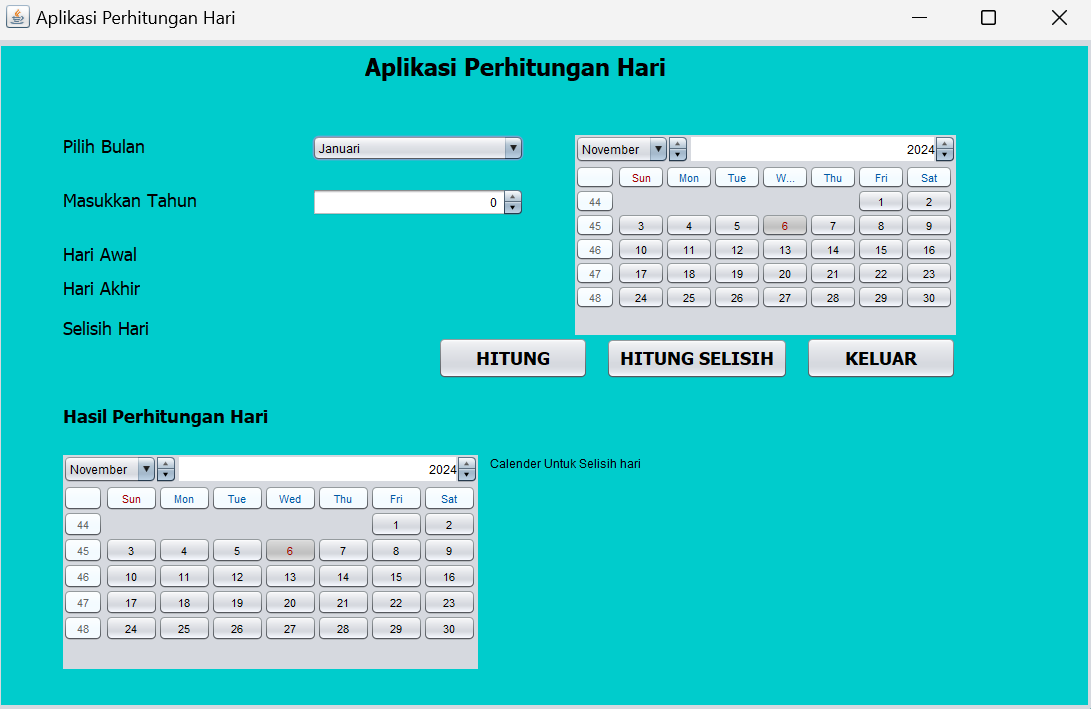 Aplikasi Perhitungan Hari
Aplikasi Perhitungan Hari
Pilih Bulan
Januari
Masukkan Tahun
0
Hari Awal
Hari Akhir
Selisih Hari
November 2024
Sun Mon Tue W... Thu Fri Sat
44 1 2
45 3 4 5 6 7 8 9
46 10 11 12 13 14 15 16
47 17 18 19 20 21 22 23
48 24 25 26 27 28 29 30
HITUNG HITUNG SELISIH KELUAR
Hasil Perhitungan Hari
November 2024
Sun Mon Tue Wed Thu Fri Sat
44 1 2
45 3 4 5 6 7 8 9
46 10 11 12 13 14 15 16
47 17 18 19 20 21 22 23
48 24 25 26 27 28 29 30
Calender Untuk Selisih hari